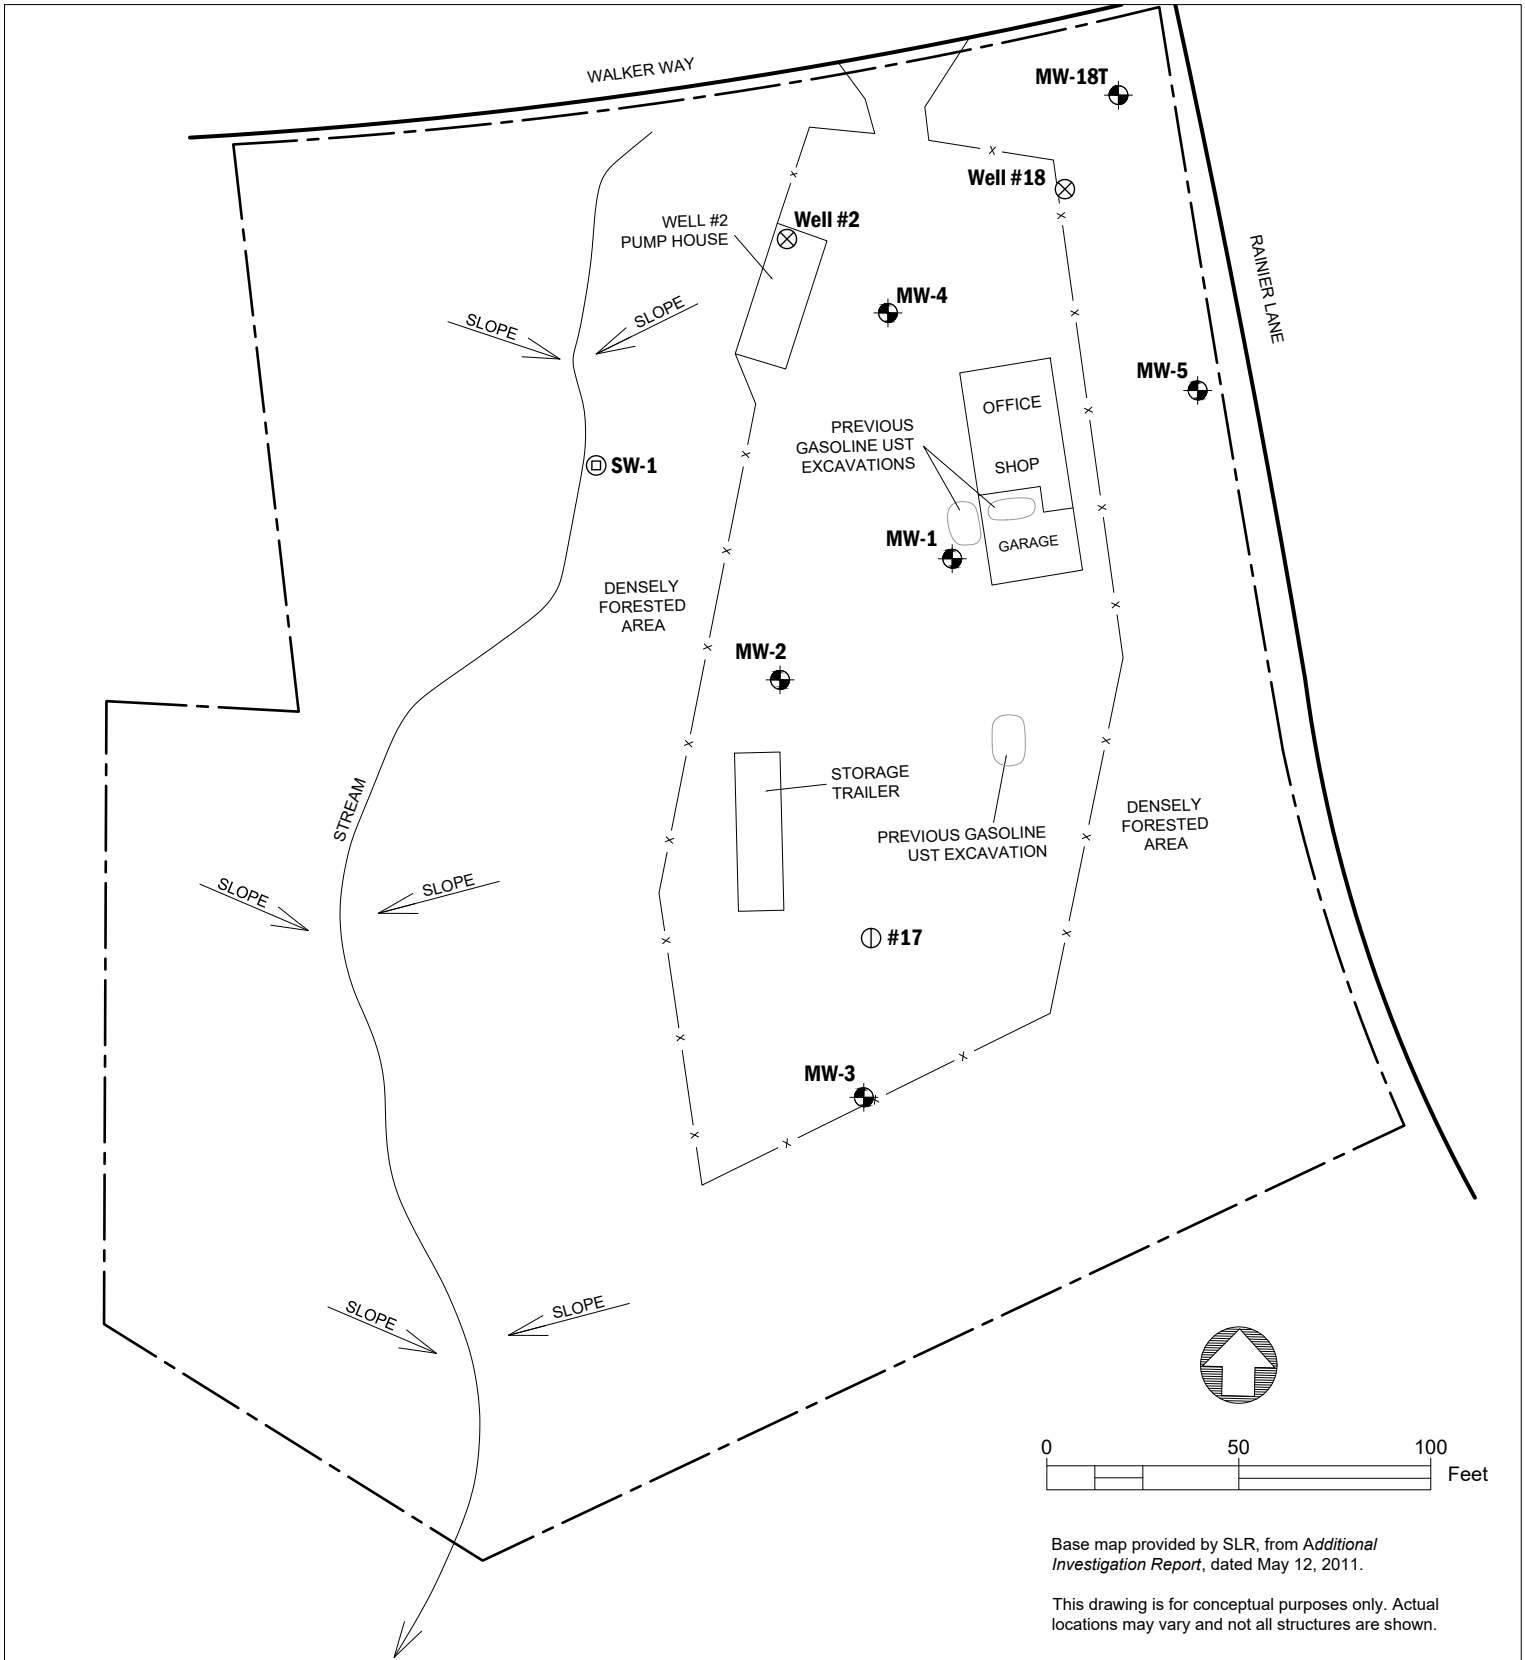 WALKER WAY
MW-18T
Well #18
WELL #2
PUMP HOUSE
Well #2
RAINIER LANE
MW-4
SLOPE
SLOPE
MW-5
OFFICE
PREVIOUS
GASOLINE UST
EXCAVATIONS
SHOP
SW-1
MW-1
GARAGE
DENSELY
FORESTED
AREA
MW-2
STORAGE
TRAILER
STREAM
PREVIOUS GASOLINE
UST EXCAVATION
DENSELY
FORESTED
AREA
SLOPE
SLOPE
#17
MW-3
SLOPE
SLOPE
0 50 100
Feet
Base map provided by SLR, from Additional
Investigation Report, dated May 12, 2011.
This drawing is for conceptual purposes only. Actual
locations may vary and not all structures are shown.